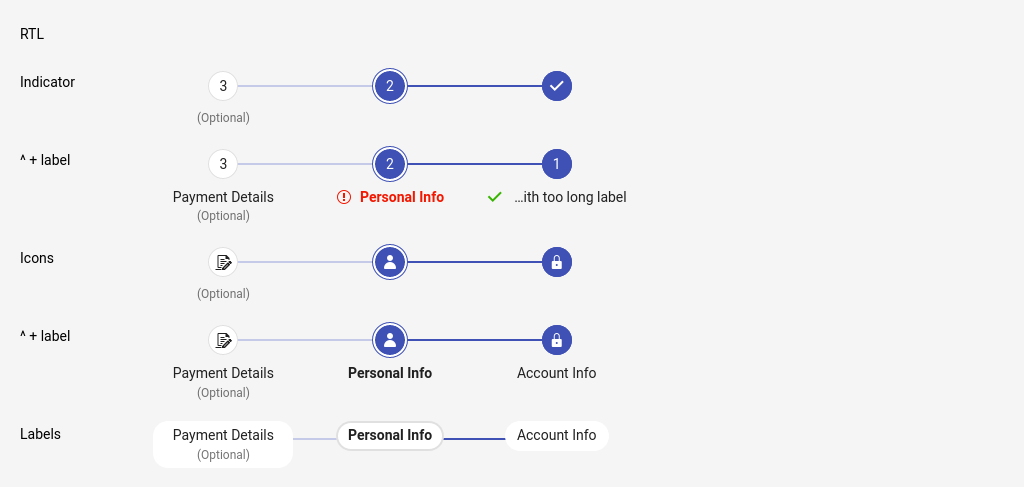 RTL
Indicator
3 2
(Optional)
^ + label
3 2 1
Payment Details Personal Info …ith too long label
(Optional)
Icons
(Optional)
^ + label
Payment Details Personal Info Account Info
(Optional)
Labels
Payment Details Personal Info Account Info
(Optional)